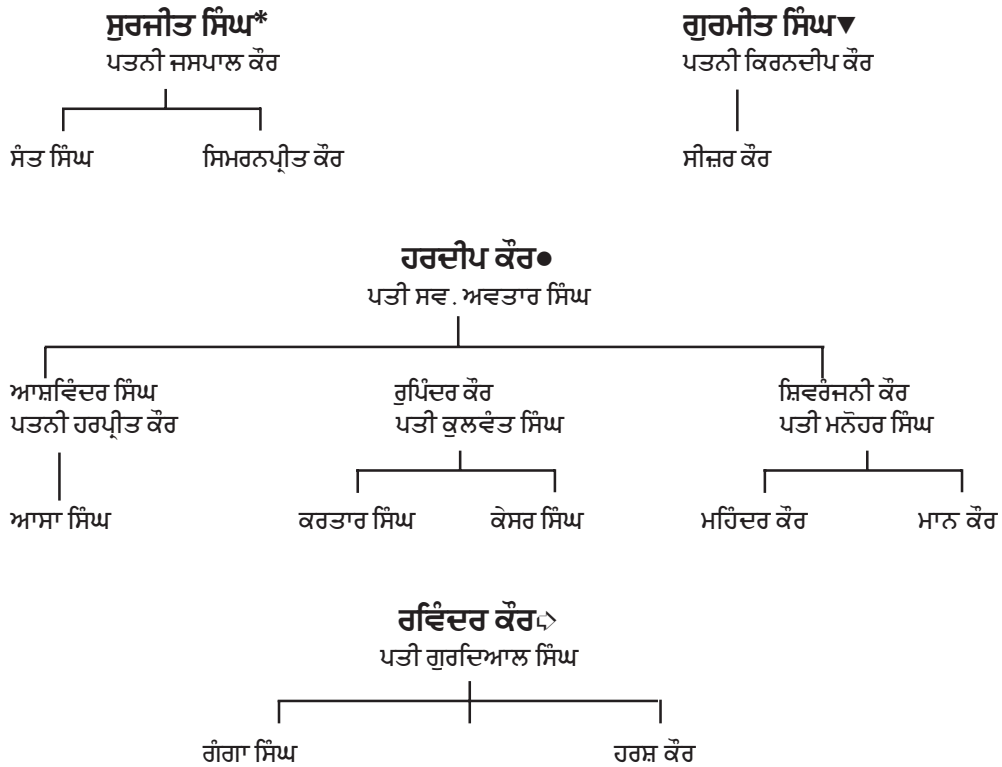 ਸੁਰਜੀਤ ਸਿੰਘ* ਗੁਰਮੀਤ ਸਿੰਘ▼
ਪਤਨੀ ਜਸਪਾਲ ਕੌਰ ਪਤਨੀ ਕਿਰਨਦੀਪ ਕੌਰ
ਸੰਤ ਸਿੰਘ ਸਿਮਰਨਪ੍ਰੀਤ ਕੌਰ ਸੀਜ਼ਰ ਕੌਰ
ਹਰਦੀਪ ਕੌਰ●
ਪਤੀ ਸਵ. ਅਵਤਾਰ ਸਿੰਘ
ਆਸ਼ਵਿੰਦਰ ਸਿੰਘ ਰੁਪਿੰਦਰ ਕੌਰ ਸ਼ਿਵਰੰਜਨੀ ਕੌਰ
ਪਤਨੀ ਹਰਪ੍ਰੀਤ ਕੌਰ ਪਤੀ ਕੁਲਵੰਤ ਸਿੰਘ ਪਤੀ ਮਨੋਹਰ ਸਿੰਘ
ਆਸਾ ਸਿੰਘ ਕਰਤਾਰ ਸਿੰਘ ਕੇਸਰ ਸਿੰਘ ਮਹਿੰਦਰ ਕੌਰ ਮਾਨ ਕੌਰ
ਰਵਿੰਦਰ ਕੌਰ➪
ਪਤੀ ਗੁਰਦਿਆਲ ਸਿੰਘ
ਗੰਗਾ ਸਿੰਘ ਹਰਸ਼ ਕੌਰ